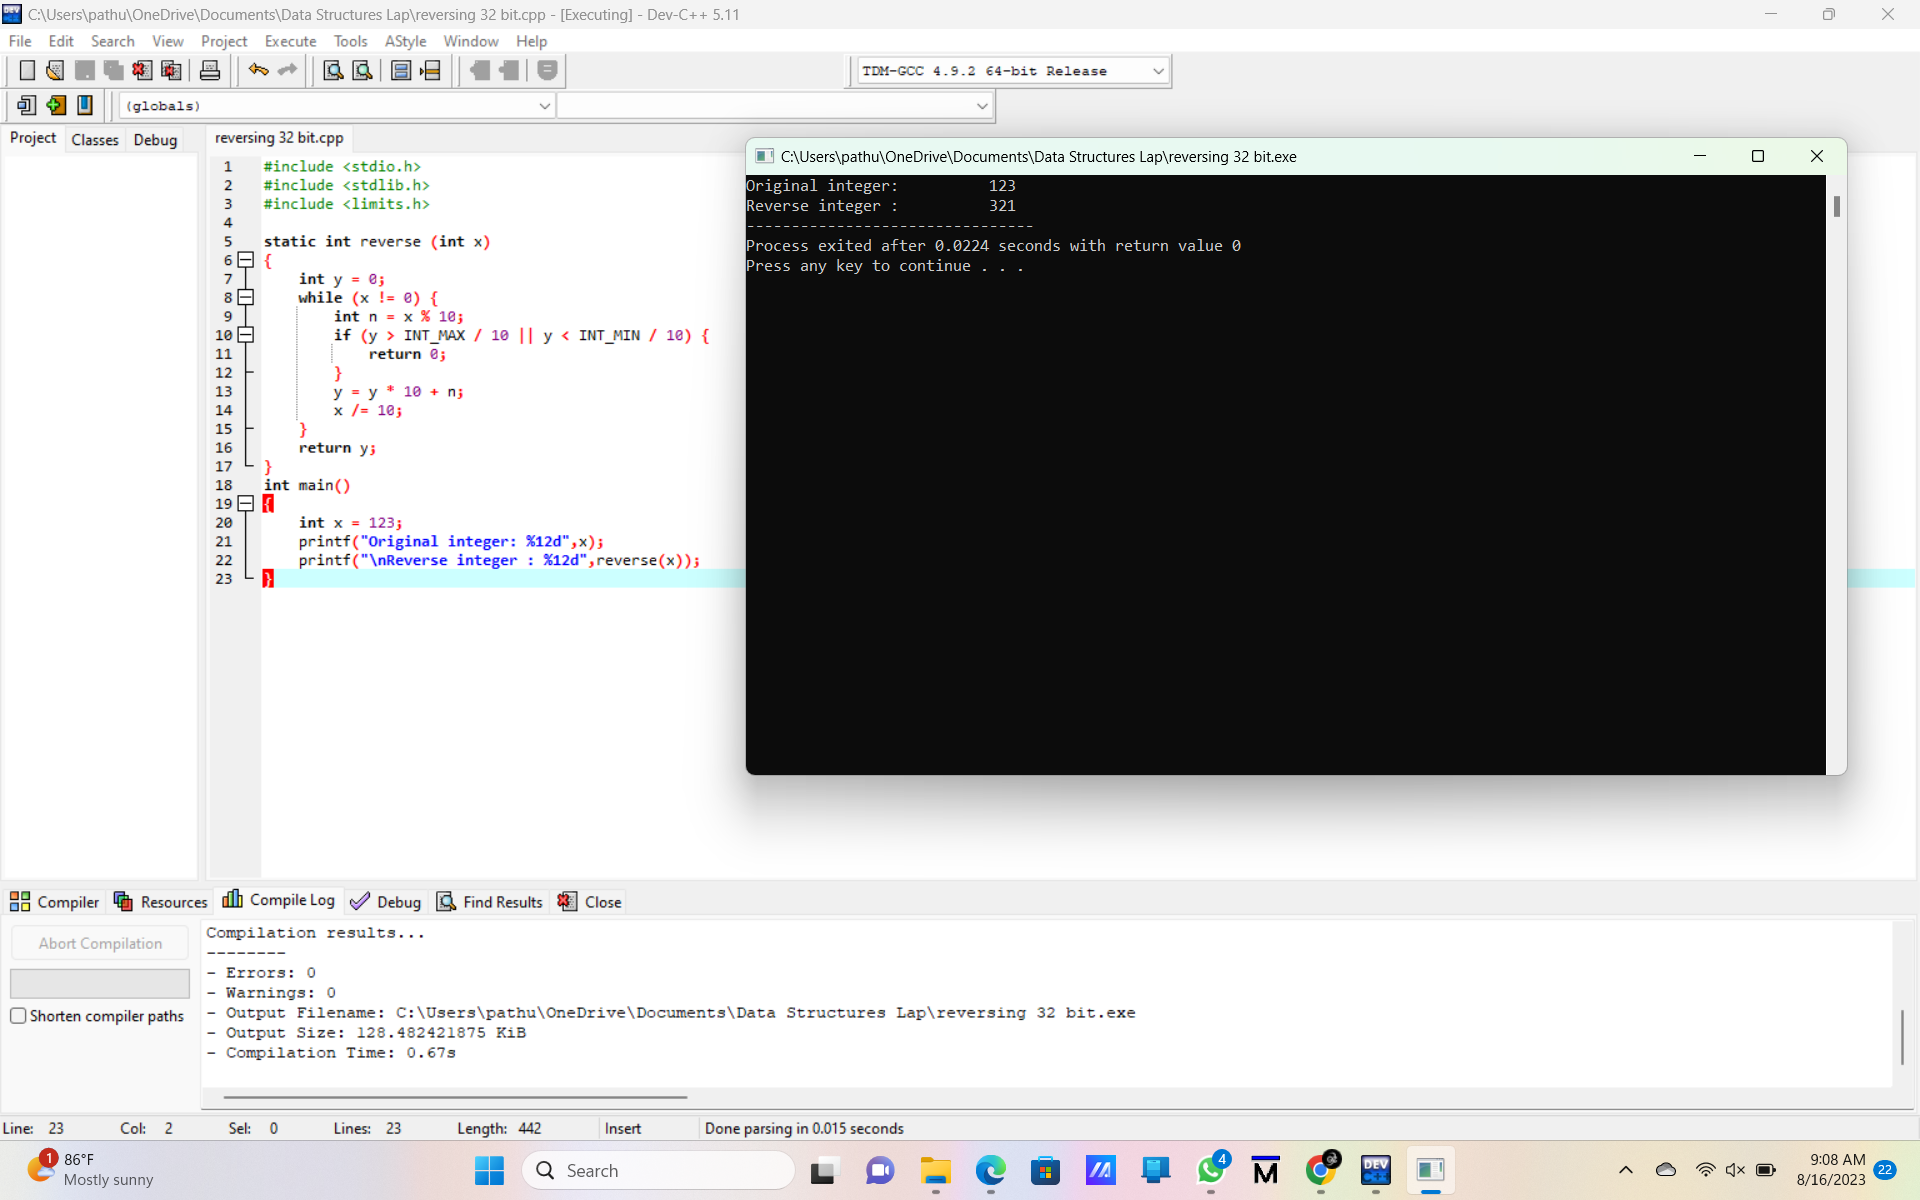 C:\Users\pathu\OneDrive\Documents\Data Structures Lap\reversing 32 bit.cpp - [Executing] - Dev-C++ 5.11
File Edit Search View Project Execute Tools AStyle Window Help
TDM-GCC 4.9.2 64-bit Release
(globals)
Project Classes Debug
reversing 32 bit.cpp
1 #include <stdio.h>
2 #include <stdlib.h>
3 #include <limits.h>
4
5 static int reverse (int x)
6 {
7 int y = 0;
8 while (x != 0) {
9 int n = x % 10;
10 if (y > INT_MAX / 10 || y < INT_MIN / 10) {
11 return 0;
12 }
13 y = y * 10 + n;
14 x /= 10;
15 }
16 return y;
17 }
18 int main()
19 {
20 int x = 123;
21 printf("Original integer: %12d",x);
22 printf("\nReverse integer : %12d",reverse(x));
23 }
C:\Users\pathu\OneDrive\Documents\Data Structures Lap\reversing 32 bit.exe
Original integer: 123
Reverse integer : 321
--------------------------------
Process exited after 0.0224 seconds with return value 0
Press any key to continue . . .
Compiler Resources Compile Log Debug Find Results Close
Abort Compilation
Shorten compiler paths
Compilation results...
--------
- Errors: 0
- Warnings: 0
- Output Filename: C:\Users\pathu\OneDrive\Documents\Data Structures Lap\reversing 32 bit.exe
- Output Size: 128.482421875 KiB
- Compilation Time: 0.67s
Line: 23 Col: 2 Sel: 0 Lines: 23 Length: 442 Insert Done parsing in 0.015 seconds
1
86°F
Mostly sunny
Search
4
DEV
9:08 AM
8/16/2023
22